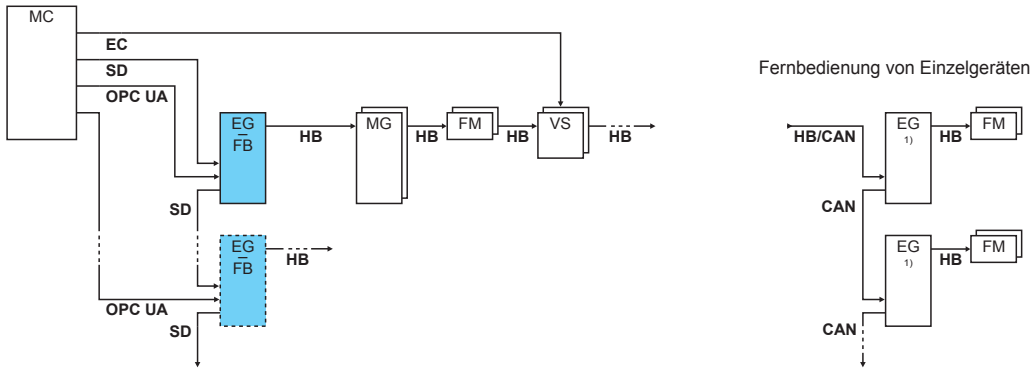 MC
EC
SD
OPC UA
EG
FB
HB
MG
HB
FM
HB
VS
HB
SD
EG
FB
HB
OPC UA
SD
Fernbedienung von Einzelgeräten
HB/CAN
EG
1)
HB
FM
CAN
EG
1)
HB
FM
CAN